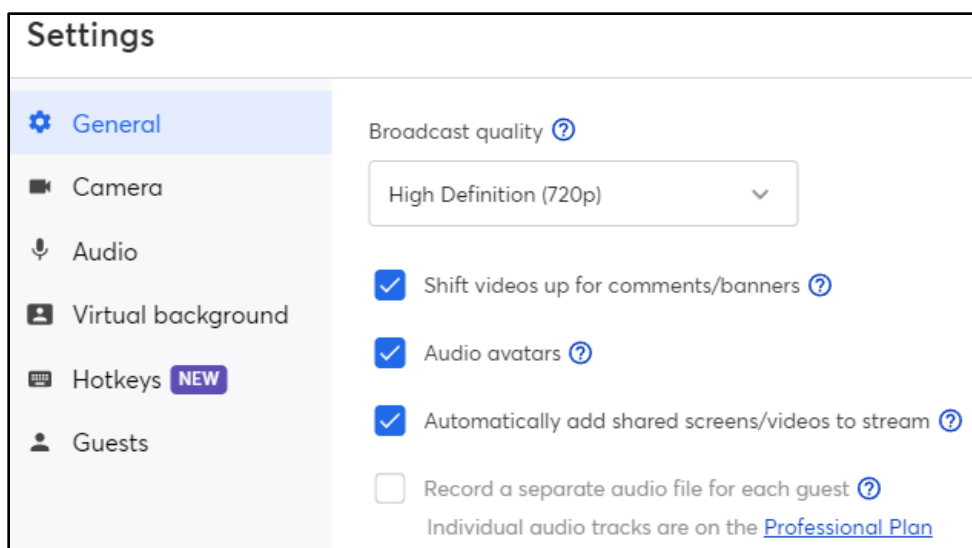 Settings
General
Camera
Audio
Virtual background
Hotkeys NEW
Guests
Broadcast quality
High Definition (720p)
Shift videos up for comments/banners
Audio avatars
Automatically add shared screens/videos to stream
Record a separate audio file for each guest
Individual audio tracks are on the Professional Plan